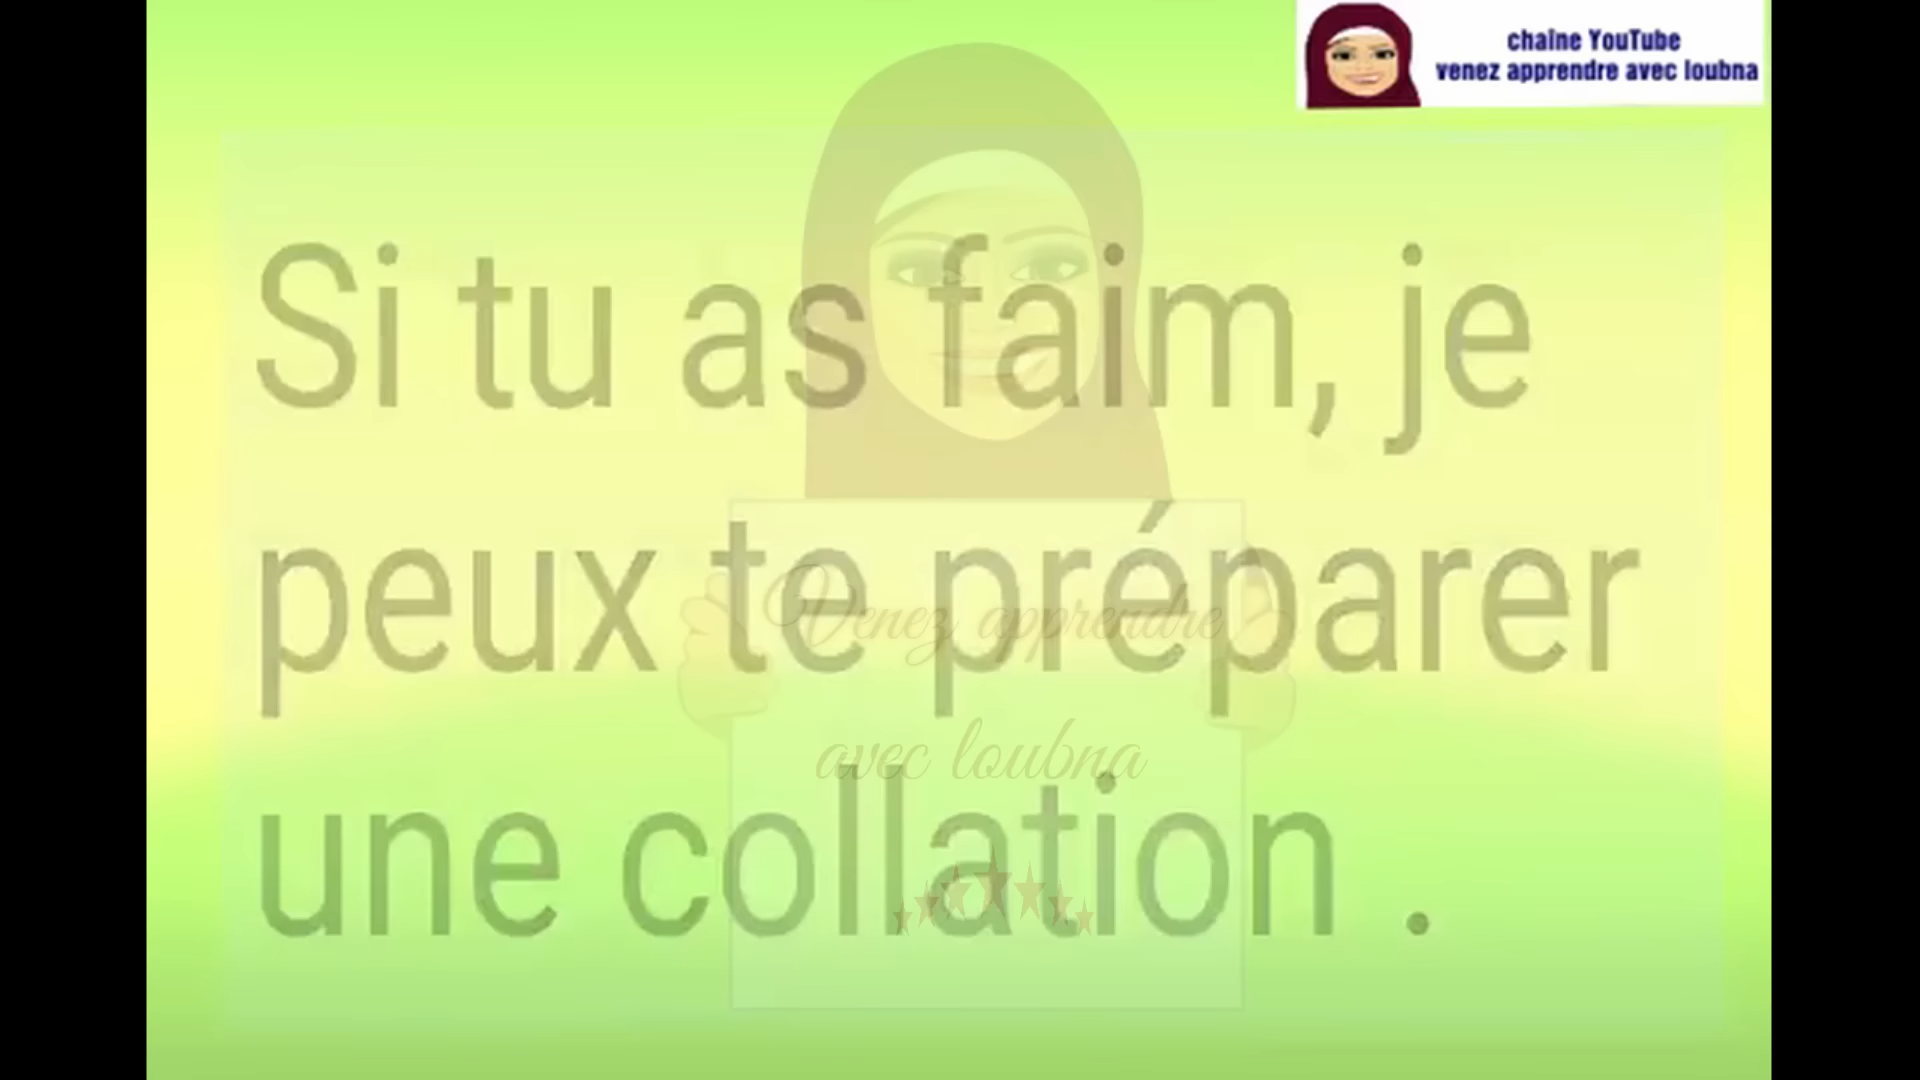 chaîne YouTube
venez apprendre avec loubna
Si tu as faim, je
peux te préparer
une collation .
Venez apprendre
avec loubna